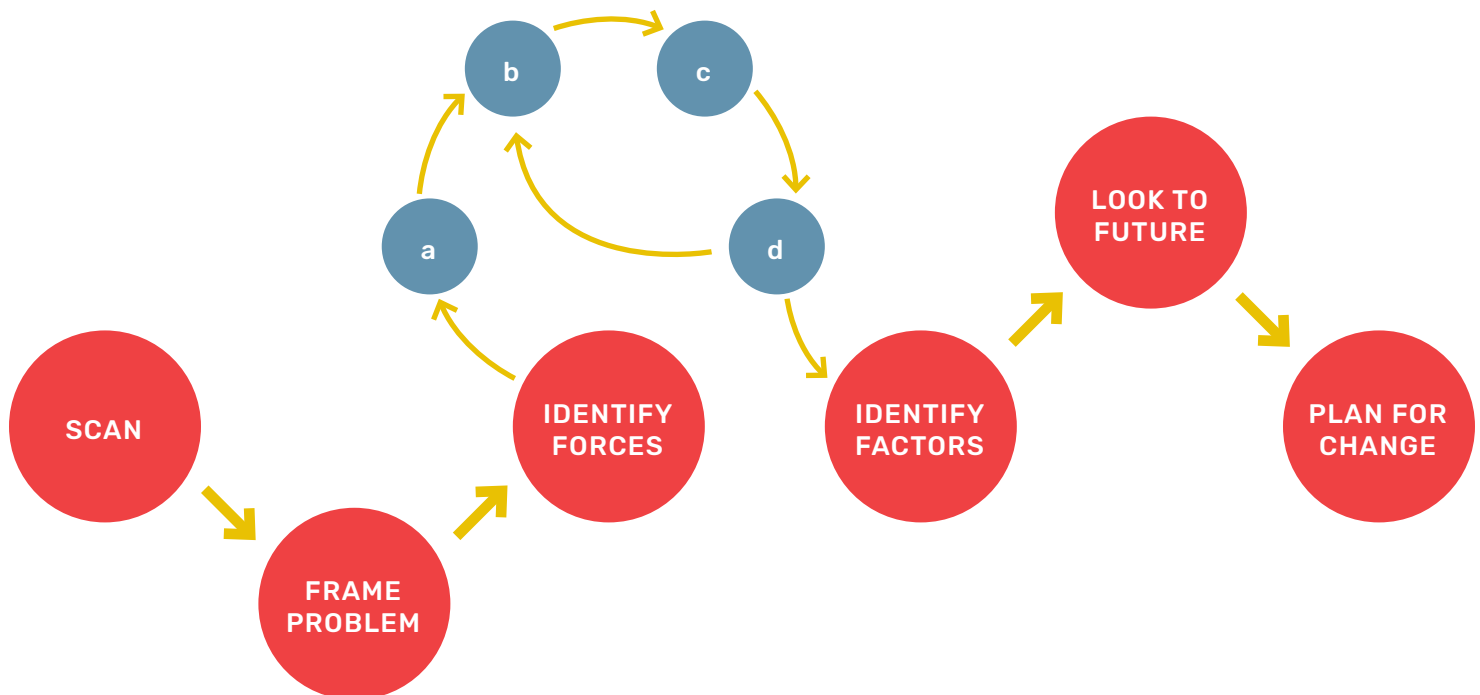 SCAN
FRAME
PROBLEM
IDENTIFY
FORCES
a
b
c
d
IDENTIFY
FACTORS
LOOK TO
FUTURE
PLAN FOR
CHANGE